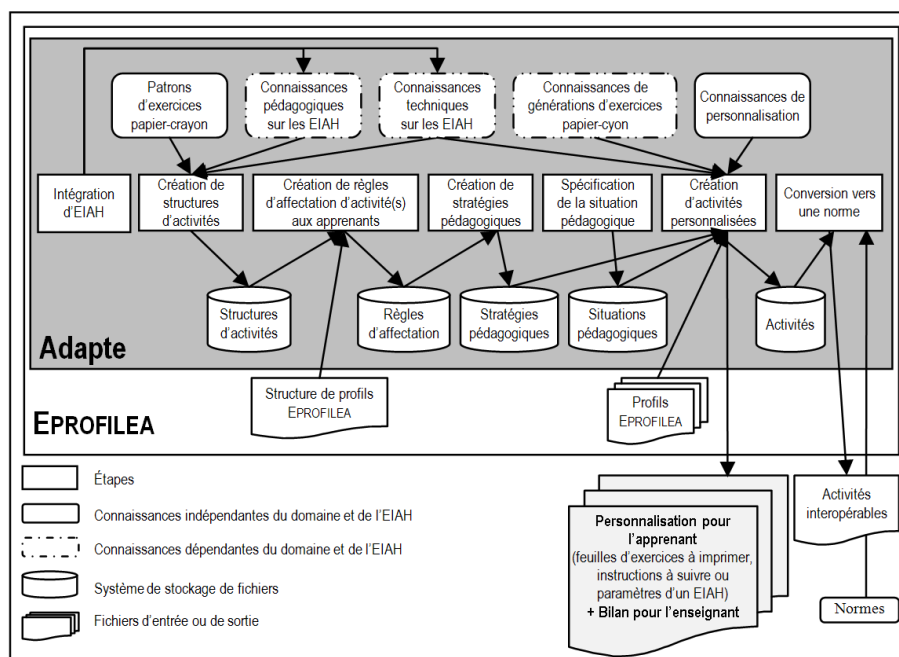 Patrons
d'exercices
papier-crayon
Connaissances
pédagogiques
sur les EIAH
Connaissances
techniques
sur les EIAH
Connaissances de
générations d'exercices
papier-cyon
Connaissances de
personnalisation
Intégration
d'EIAH
Création de
structures
d'activités
Création de règles
d'affectation d'activité(s)
aux apprenants
Création de
stratégies
pédagogiques
Spécification
de la situation
pédagogique
Création
d'activités
personnalisées
Conversion vers
une norme
Structures
d'activités
Règles
d'affectation
Stratégies
pédagogiques
Situations
pédagogiques
Activités
Adapte
Structure de profils
EPROFILEA
Profils
EPROFILEA
EPROFILEA
Étapes
Connaissances indépendantes du domaine et de l'EIAH
Connaissances dépendantes du domaine et de l'EIAH
Système de stockage de fichiers
Fichiers d'entrée ou de sortie
Personnalisation pour
l'apprenant
(feuilles d'exercices à imprimer,
instructions à suivre ou
paramètres d'un EIAH)
+ Bilan pour l'enseignant
Activités
interopérables
Normes